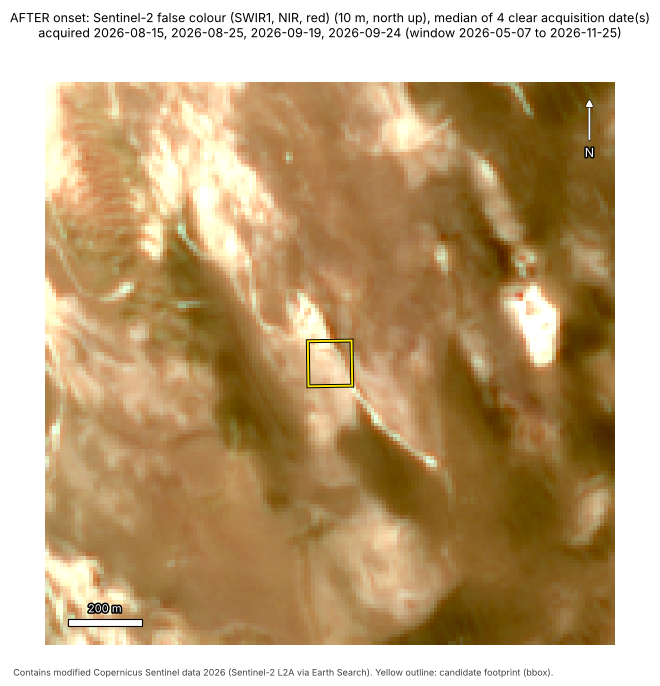 AFTER onset: Sentinel-2 false colour (SWIR1, NIR, red) (10 m, north up), median of 4 clear acquisition date(s)
acquired 2026-08-15, 2026-08-25, 2026-09-19, 2026-09-24 (window 2026-05-07 to 2026-11-25)
N
200 m
Contains modified Copernicus Sentinel data 2026 (Sentinel-2 L2A via Earth Search). Yellow outline: candidate footprint (bbox).